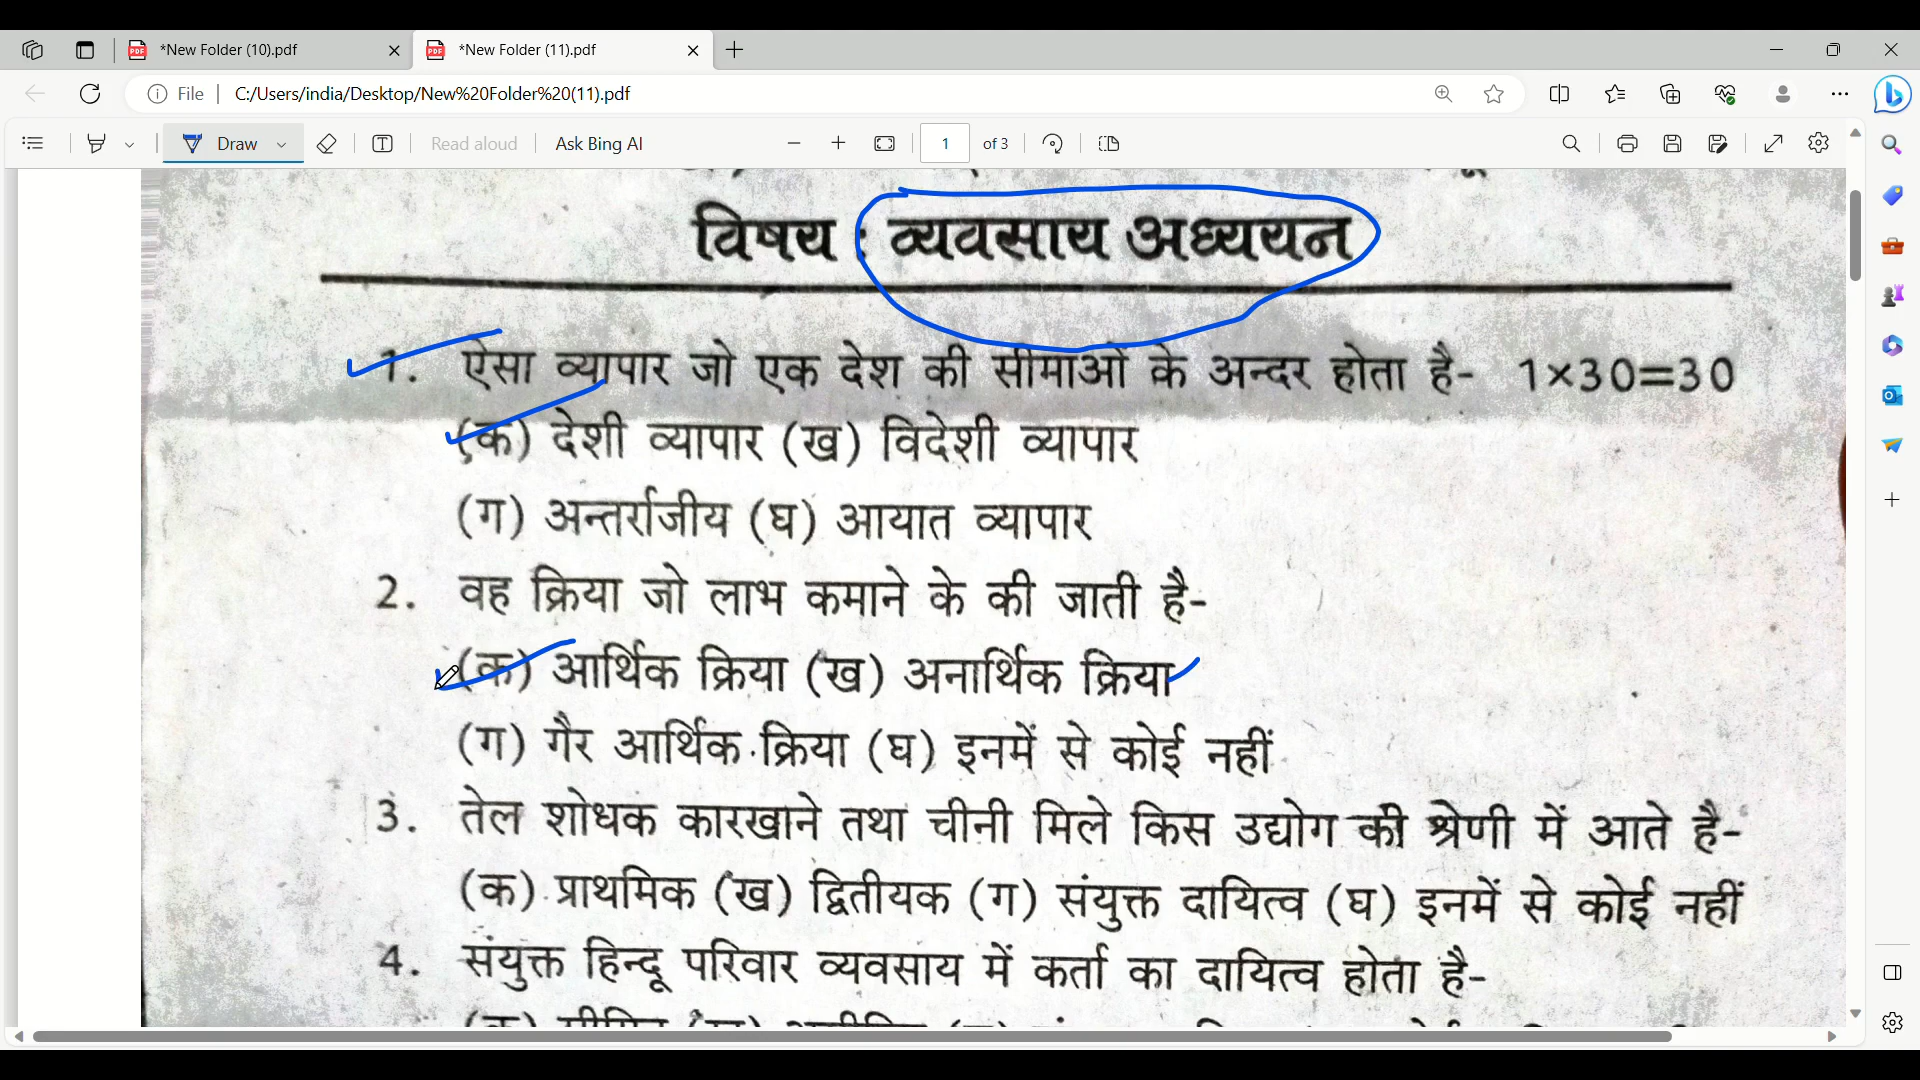 *New Folder (10).pdf
*New Folder (11).pdf
File
C:/Users/india/Desktop/New%20Folder%20(11).pdf
Draw
Read aloud
Ask Bing AI
1
of 3
विषय : व्यवसाय अध्ययन
1. ऐसा व्यापार जो एक देश की सीमाओं के अन्दर होता है- 1×30=30
(क) देशी व्यापार (ख) विदेशी व्यापार
(ग) अन्तर्राजीय (घ) आयात व्यापार
2. वह क्रिया जो लाभ कमाने के की जाती है-
(क) आर्थिक क्रिया (ख) अनार्थिक क्रिया
(ग) गैर आर्थिक क्रिया (घ) इनमें से कोई नहीं
3. तेल शोधक कारखाने तथा चीनी मिले किस उद्योग की श्रेणी में आते है-
(क) प्राथमिक (ख) द्वितीयक (ग) संयुक्त दायित्व (घ) इनमें से कोई नहीं
4. संयुक्त हिन्दू परिवार व्यवसाय में कर्ता का दायित्व होता है-